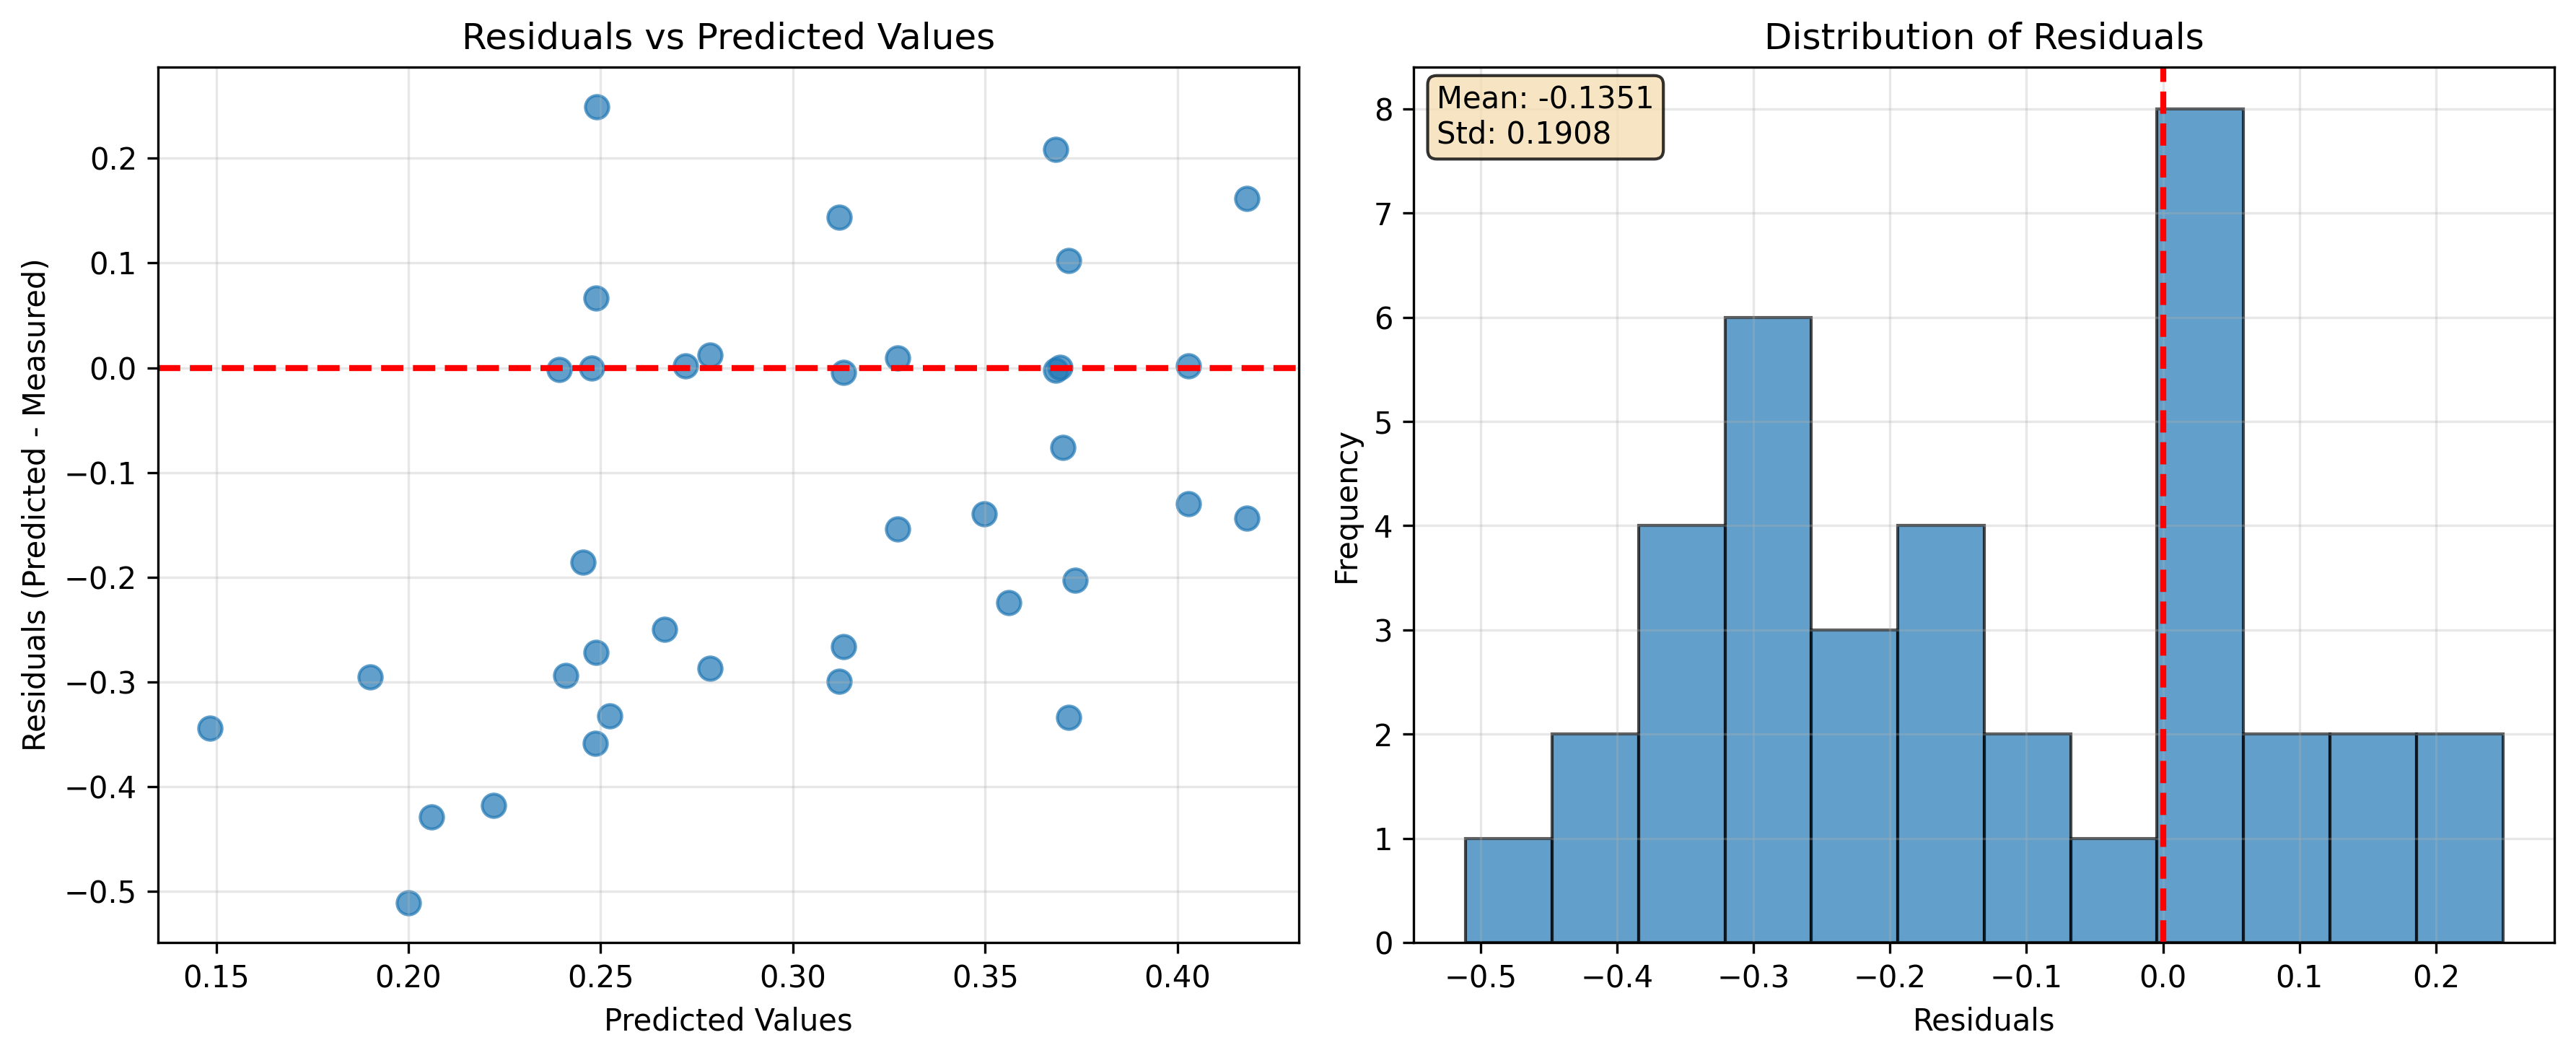 Residuals vs Predicted Values
Residuals (Predicted - Measured)
0.2
0.1
0.0
−0.1
−0.2
−0.3
−0.4
−0.5
0.15 0.20 0.25 0.30 0.35 0.40
Predicted Values
Distribution of Residuals
Mean: -0.1351
Std: 0.1908
Frequency
8
7
6
5
4
3
2
1
0
−0.5 −0.4 −0.3 −0.2 −0.1 0.0 0.1 0.2
Residuals